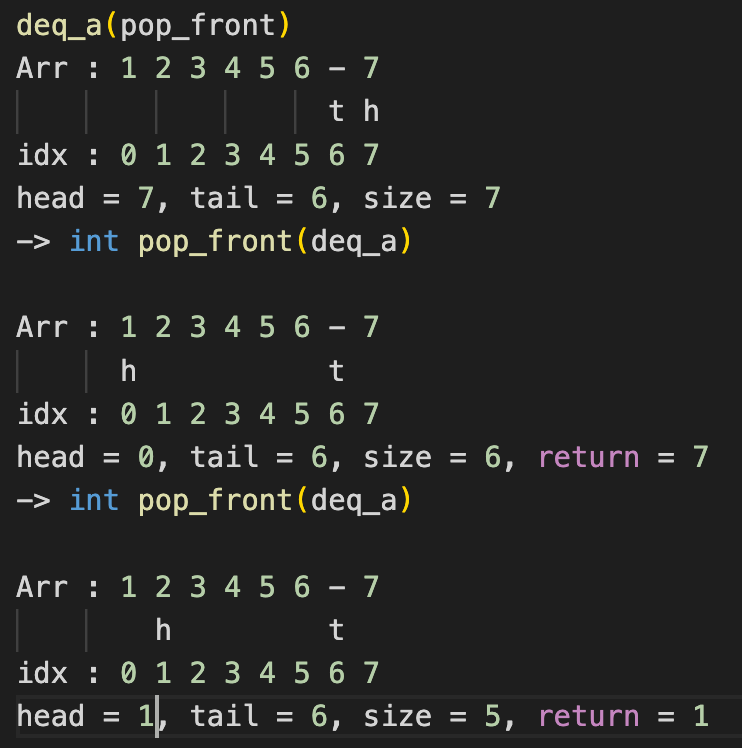 deq_a(pop_front)
Arr : 1 2 3 4 5 6 - 7
t h
idx : 0 1 2 3 4 5 6 7
head = 7, tail = 6, size = 7
-> int pop_front(deq_a)
Arr : 1 2 3 4 5 6 - 7
h t
idx : 0 1 2 3 4 5 6 7
head = 0, tail = 6, size = 6, return = 7
-> int pop_front(deq_a)
Arr : 1 2 3 4 5 6 - 7
h t
idx : 0 1 2 3 4 5 6 7
head = 1, tail = 6, size = 5, return = 1